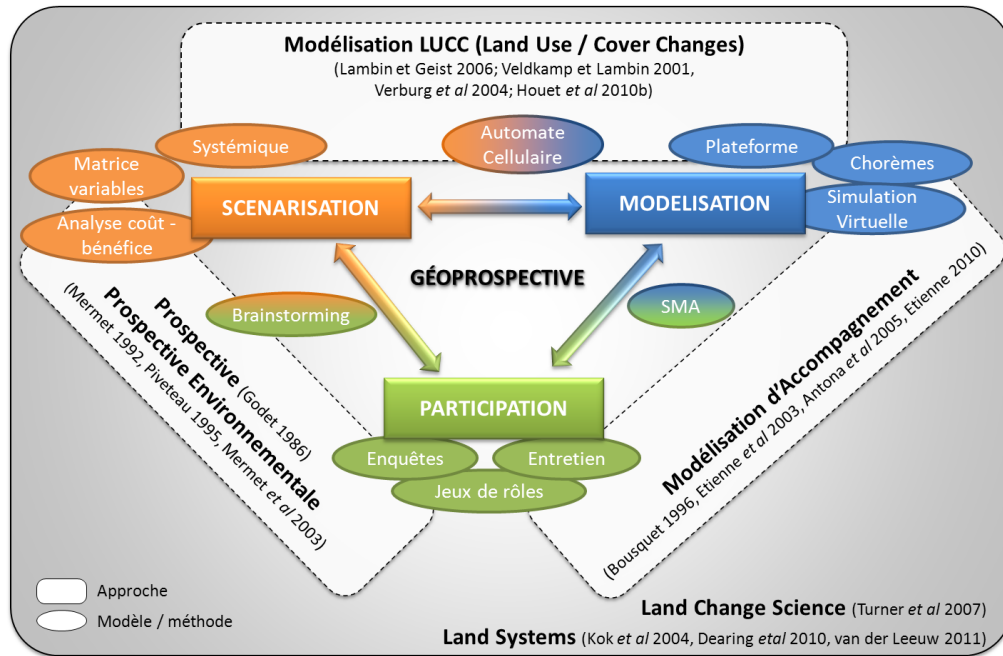 Modélisation LUCC (Land Use / Cover Changes)
(Lambin et Geist 2006; Veldkamp et Lambin 2001,
Verburg et al 2004; Houet et al 2010b)
Systémique
Automate
Cellulaire
Plateforme
Matrice
variables
Chorèmes
Analyse coût -
bénéfice
SCENARISATION
MODELISATION
Simulation
Virtuelle
GÉOPROSPECTIVE
Brainstorming
SMA
Prospective (Godet 1986)
Prospective Environnementale
(Mermet 1992, Piveteau 1995, Mermet et al 2003)
Modélisation d'Accompagnement
(Bousquet 1996, Etienne et al 2003, Antona et al 2005, Etienne 2010)
PARTICIPATION
Enquêtes
Entretien
Jeux de rôles
Approche
Modèle / méthode
Land Change Science (Turner et al 2007)
Land Systems (Kok et al 2004, Dearing etal 2010, van der Leeuw 2011)